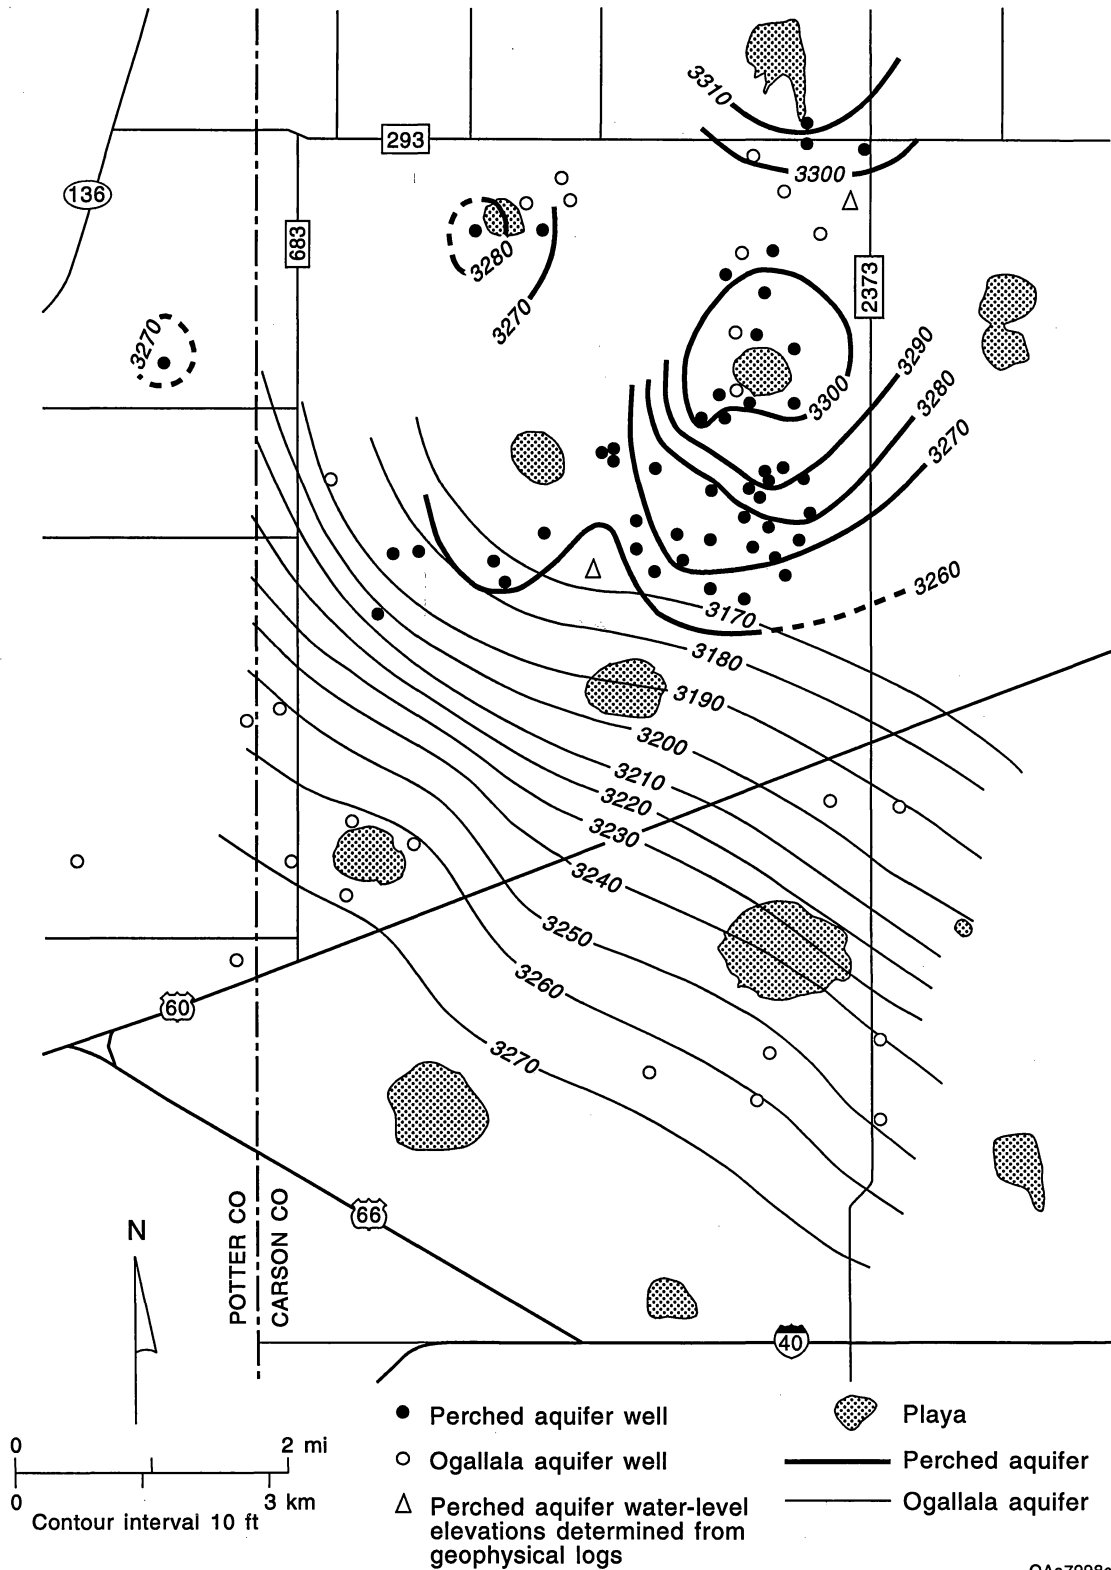 3310
293
3300
136
683
3280
2373
3270
3270
3290
3300
3280
3270
3260
3170
3180
3190
3200
3210
3220
3230
3240
3250
3260
60
3270
POTTER CO
CARSON CO
66
N
40
Perched aquifer well
Playa
0 2 mi
Ogallala aquifer well
Perched aquifer
0 3 km
Perched aquifer water-level
elevations determined from
geophysical logs
Ogallala aquifer
Contour interval 10 ft